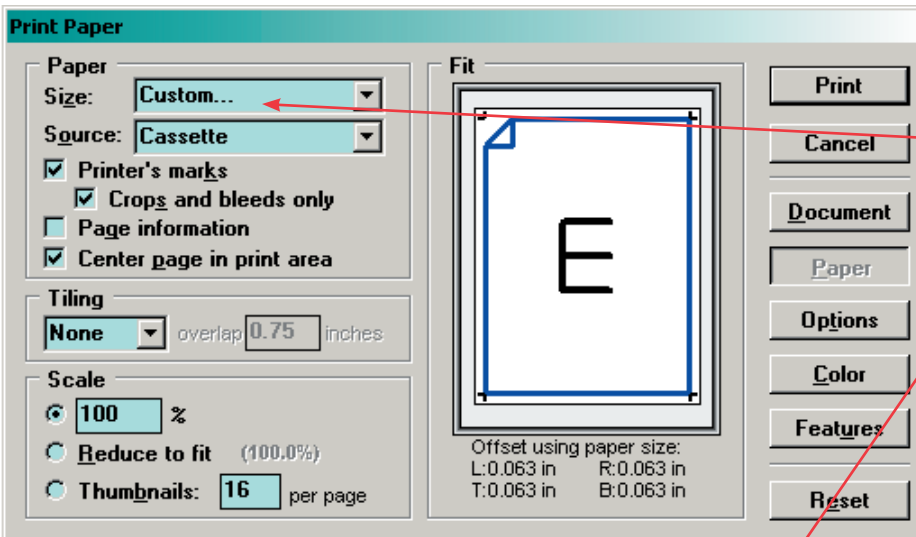 Print Paper
Paper
Size: Custom...
Source: Cassette
Printer's marks
Crops and bleeds only
Page information
Center page in print area
Tiling
None overlap 0.75 inches
Scale
100 %
Reduce to fit (100.0%)
Thumbnails: 16 per page
Fit
E
Offset using paper size:
L:0.063 in R:0.063 in
T:0.063 in B:0.063 in
Print
Cancel
Document
Paper
Options
Color
Features
Reset